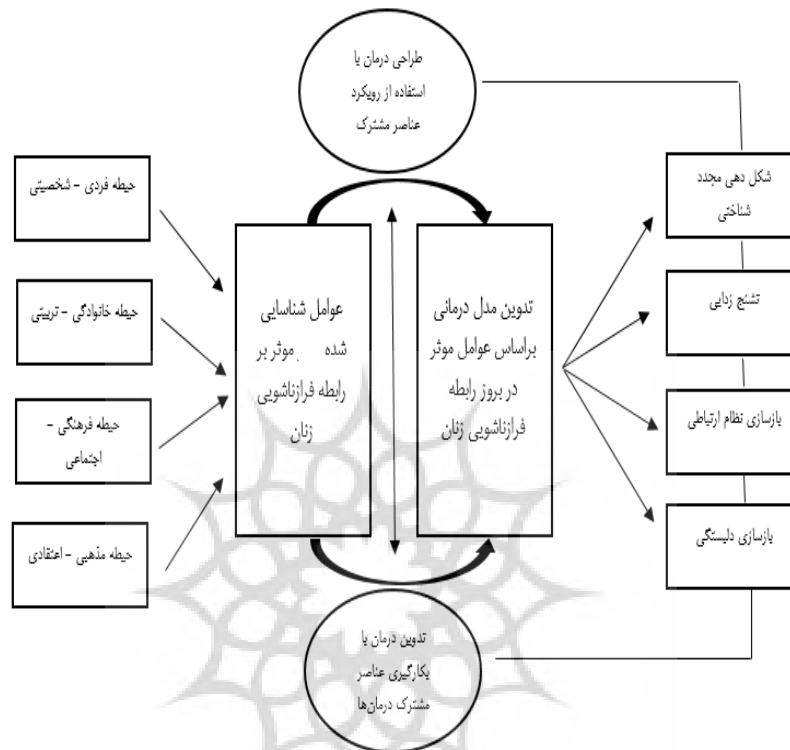 طراحی درمان با
استفاده از رویکرد
عناصر مشترک
حیطه فردی – شخصیتی
حیطه خانوادگی – تربیتی
حیطه فرهنگی –
اجتماعی
حیطه مذهبی – اعتقادی
عوامل شناسایی
شده موثر بر
رابطه فرازناشویی
زنان
تدوین مدل درمانی
براساس عوامل موثر
در بروز رابطه
فرازناشویی زنان
شکل دهی مجدد
شناختی
تشنج زدایی
بازسازی نظام ارتباطی
بازسازی دلبستگی
تدوین درمان با
بکارگیری عناصر
مشترک درمان‌ها